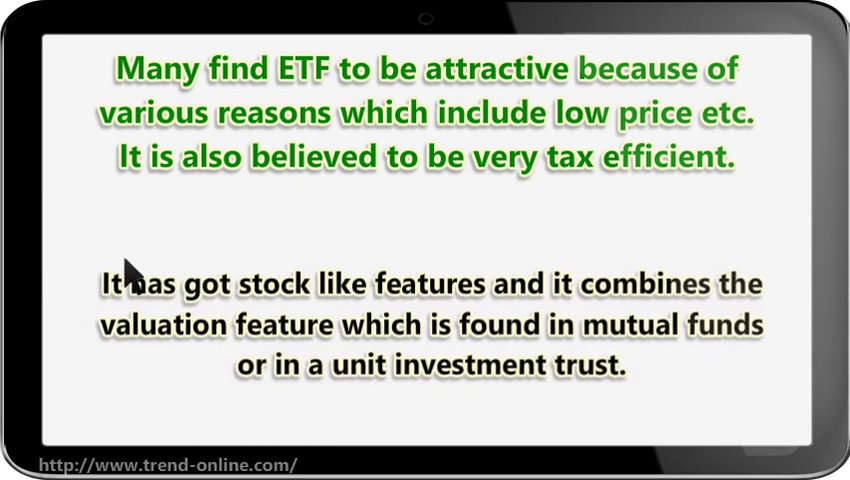 Many find ETF to be attractive because of
various reasons which include low price etc.
It is also believed to be very tax efficient.
It has got stock like features and it combines the
valuation feature which is found in mutual funds
or in a unit investment trust.
http://www.trend-online.com/